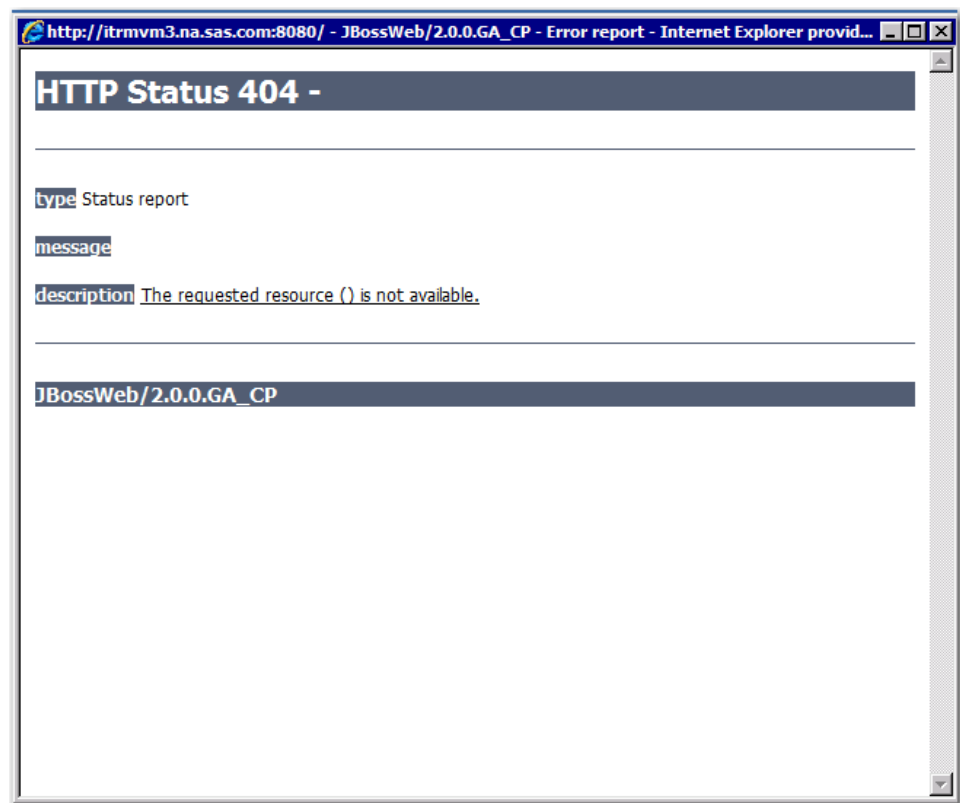 http://itrmvm3.na.sas.com:8080/ - JBossWeb/2.0.0.GA_CP - Error report - Internet Explorer provid...
HTTP Status 404 -
type Status report
message
description The requested resource () is not available.
JBossWeb/2.0.0.GA_CP